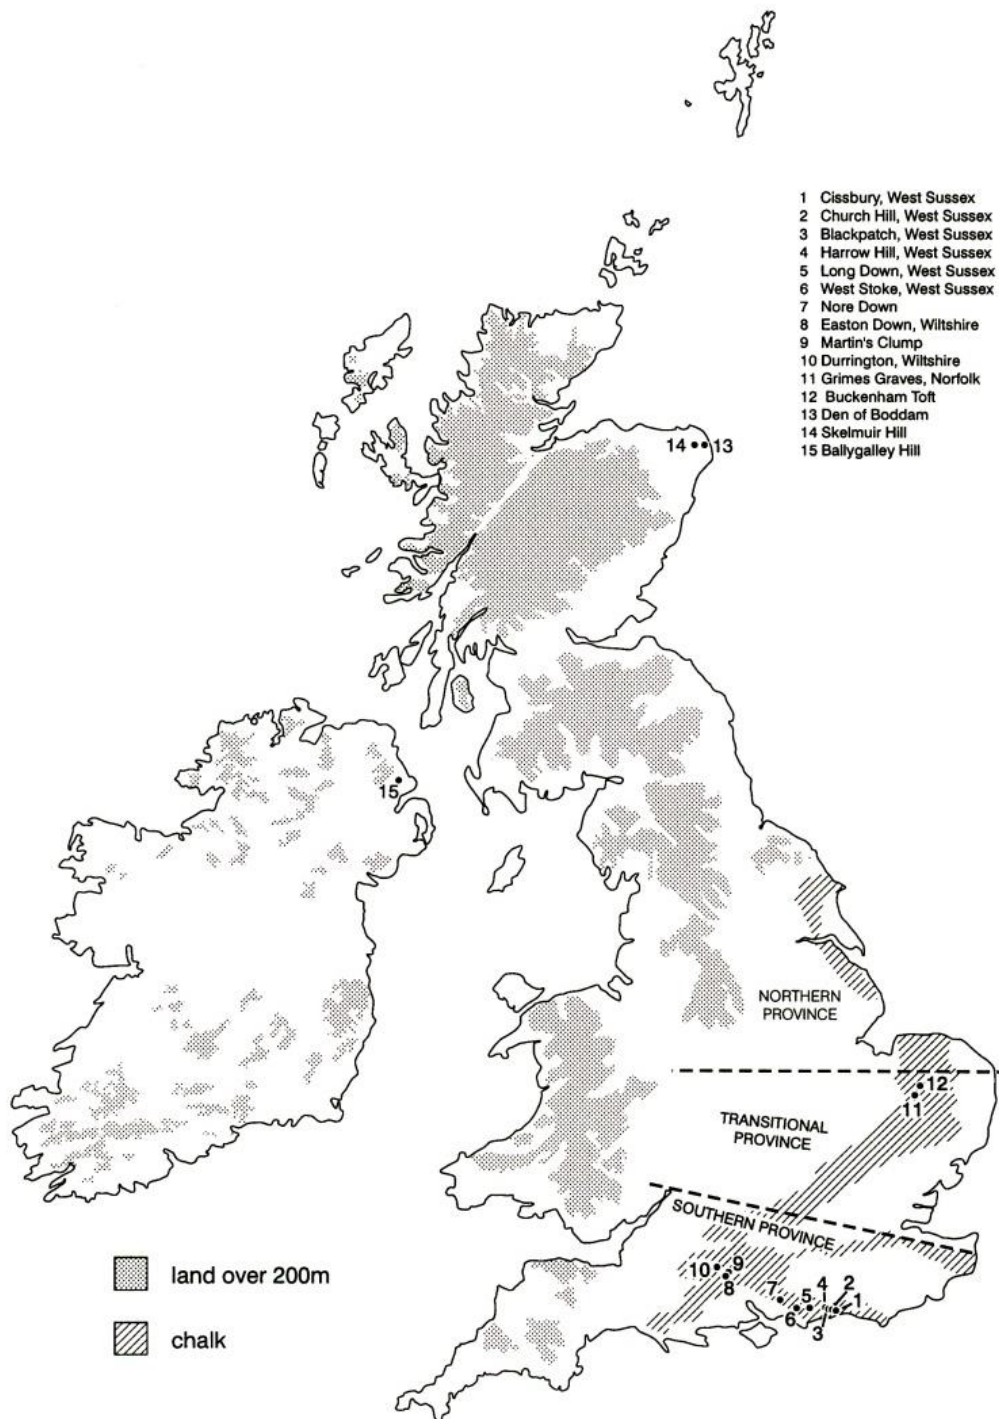 1 Cissbury, West Sussex
2 Church Hill, West Sussex
3 Blackpatch, West Sussex
4 Harrow Hill, West Sussex
5 Long Down, West Sussex
6 West Stoke, West Sussex
7 Nore Down
8 Easton Down, Wiltshire
9 Martin's Clump
10 Durrington, Wiltshire
11 Grimes Graves, Norfolk
12 Buckenham Toft
13 Den of Boddam
14 Skelmuir Hill
15 Ballygalley Hill
14 13
15
NORTHERN
PROVINCE
12
11
TRANSITIONAL
PROVINCE
SOUTHERN PROVINCE
10 9
8
7
6 5 4 2
1
3
land over 200m
chalk